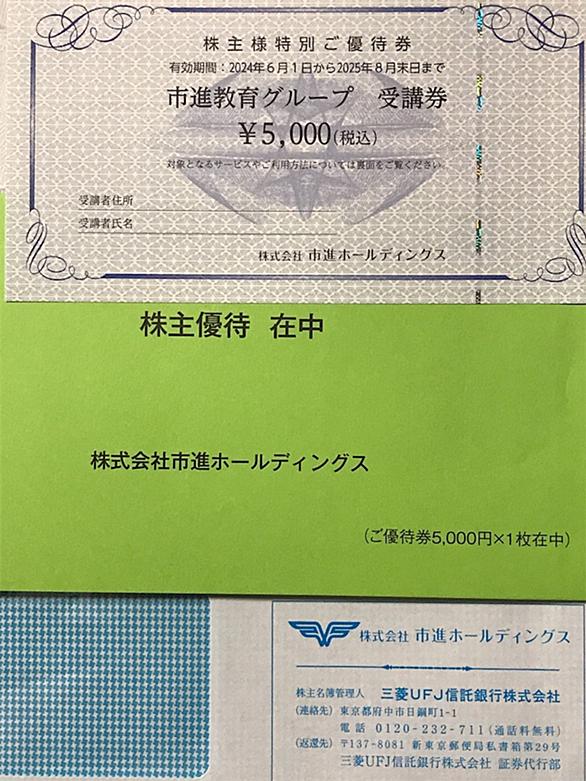 株主様特別ご優待券
有効期間：2024年6月1日から2025年8月末日まで
市進教育グループ 受講券
￥5,000(税込)
対象となるサービスやご利用方法については裏面をご覧ください。
受講者住所
受講者氏名
株式会社 市進ホールディングス
株主優待 在中
株式会社市進ホールディングス
(ご優待券5,000円×1枚在中)
株式会社 市進ホールディングス
株主名簿管理人 三菱UFJ信託銀行株式会社
(連絡先) 東京都府中市日鋼町1-1
電話 0120-232-711(通話料無料)
(返還先) 〒137-8081 新東京郵便局私書箱第29号
三菱UFJ信託銀行株式会社 証券代行部